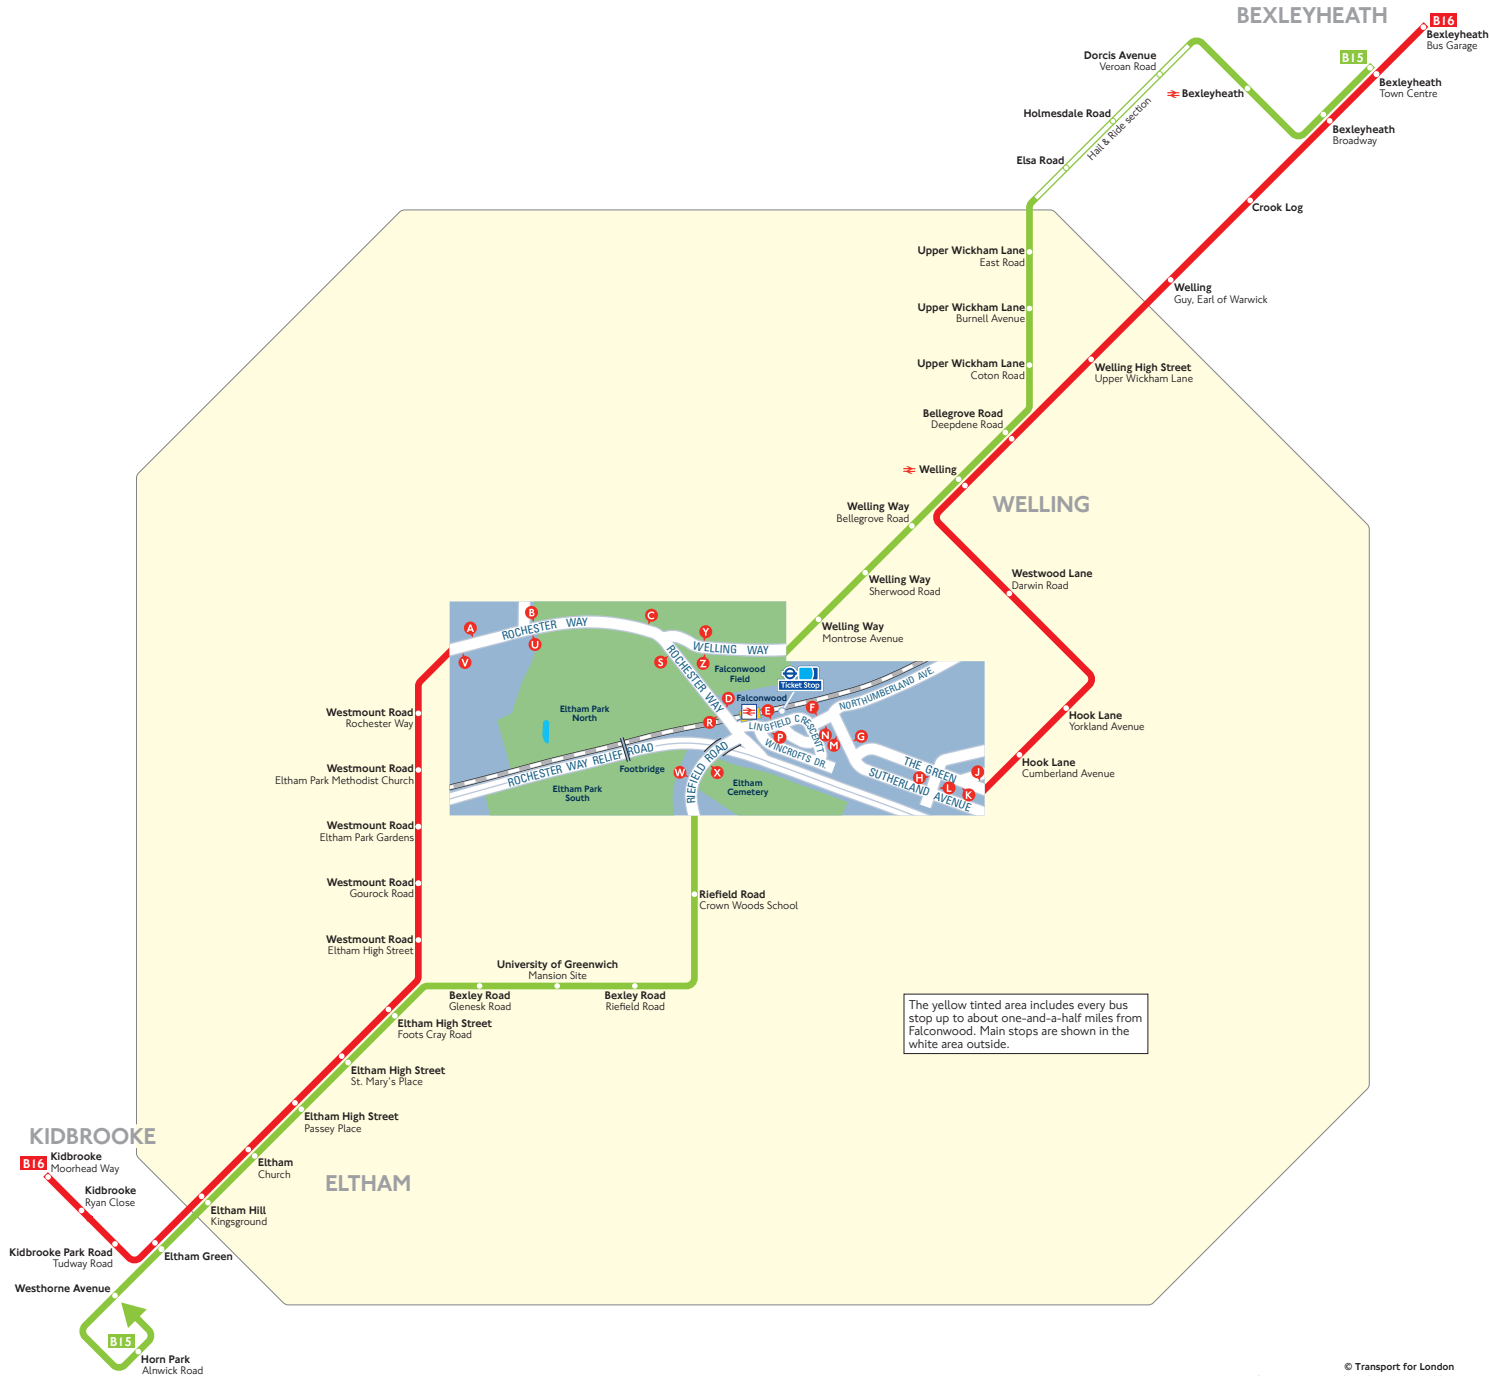 BEXLEYHEATH
B16
Bexleyheath
Bus Garage
B15
Bexleyheath
Town Centre
Bexleyheath
Broadway
Dorcis Avenue
Veroan Road
Bexleyheath
Holmesdale Road
Hail & Ride section
Elsa Road
Crook Log
Upper Wickham Lane
East Road
Welling
Guy, Earl of Warwick
Upper Wickham Lane
Burnell Avenue
Upper Wickham Lane
Coton Road
Welling High Street
Upper Wickham Lane
Bellegrove Road
Deepdene Road
Welling
WELLING
Welling Way
Bellegrove Road
Welling Way
Sherwood Road
Westwood Lane
Darwin Road
Welling Way
Montrose Avenue
Hook Lane
Yorkland Avenue
Hook Lane
Cumberland Avenue
A
B
C
Y
V
U
S
Z
ROCHESTER WAY
WELLING WAY
ROCHESTER WAY
Falconwood
Field
Ticket Stop
D
Falconwood
E
F
R
P
N
M
G
Eltham Park
North
NORTHUMBERLAND AVE.
LINGFIELD CRESCENT
WINCROFTS DR.
ROCHESTER WAY RELIEF ROAD
Footbridge
RIEFIELD ROAD
W
X
Eltham Park
South
Eltham
Cemetery
THE GREEN
SUTHERLAND AVENUE
H
L
K
J
Westmount Road
Rochester Way
Westmount Road
Eltham Park Methodist Church
Westmount Road
Eltham Park Gardens
Westmount Road
Gourock Road
Westmount Road
Eltham High Street
Riefield Road
Crown Woods School
University of Greenwich
Mansion Site
Bexley Road
Glenesk Road
Bexley Road
Riefield Road
Eltham High Street
Foots Cray Road
Eltham High Street
St. Mary's Place
Eltham High Street
Passey Place
Eltham
Church
Eltham Hill
Kingsground
Eltham Green
ELTHAM
The yellow tinted area includes every bus
stop up to about one-and-a-half miles from
Falconwood. Main stops are shown in the
white area outside.
KIDBROOKE
B16
Kidbrooke
Moorhead Way
Kidbrooke
Ryan Close
Kidbrooke Park Road
Tudway Road
Westhorne Avenue
B15
Horn Park
Alnwick Road
© Transport for London